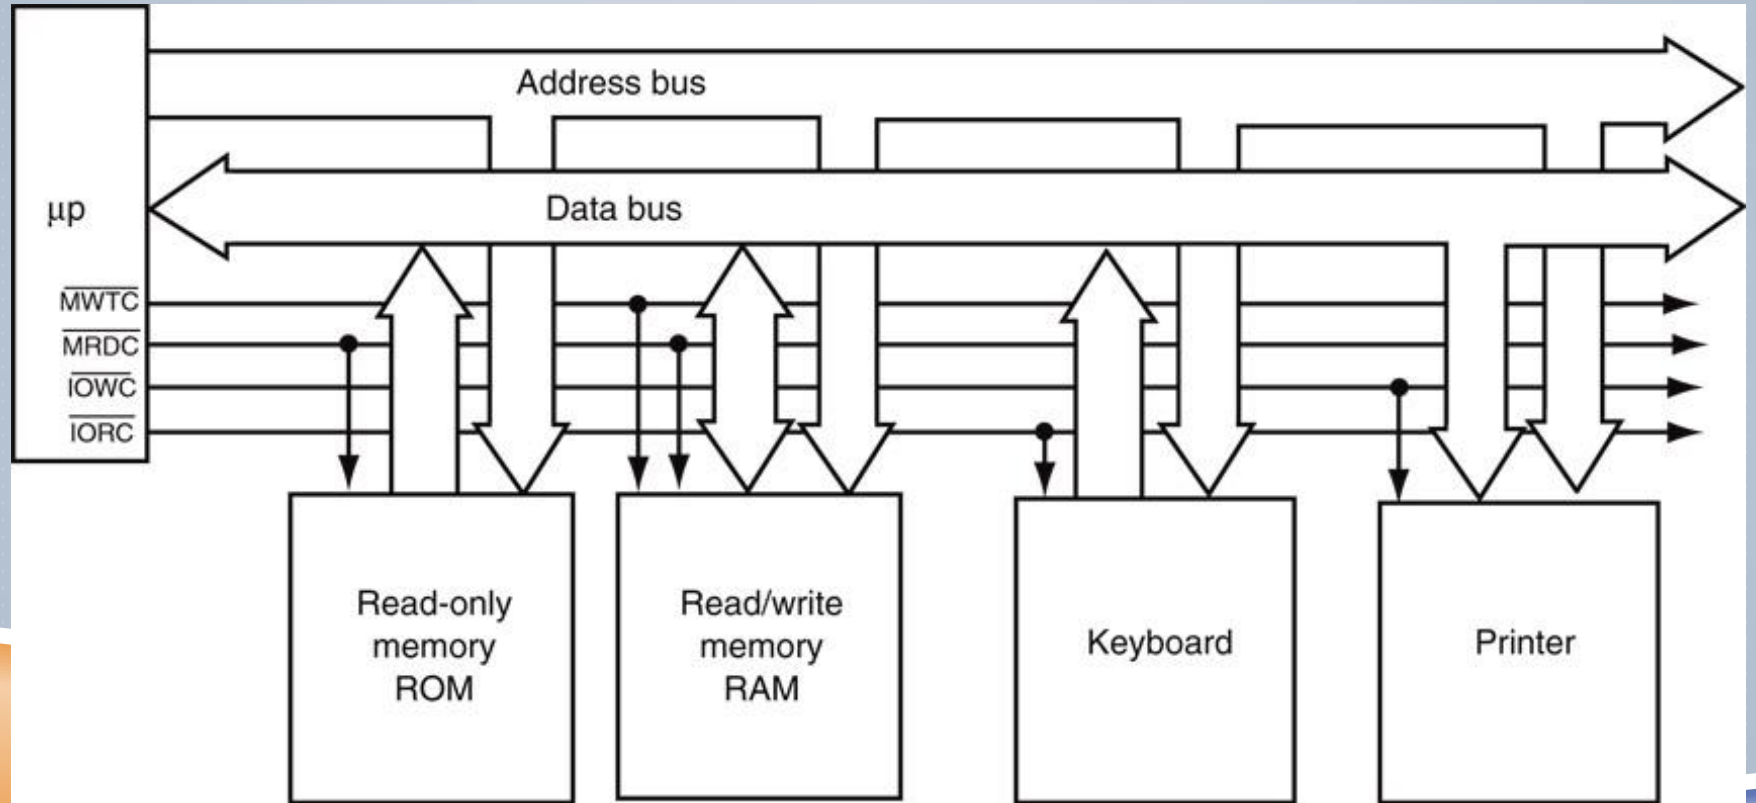 Address bus
Data bus
μp
MWTC
MRDC
IOWC
IORC
Read-only
memory
ROM
Read/write
memory
RAM
Keyboard
Printer